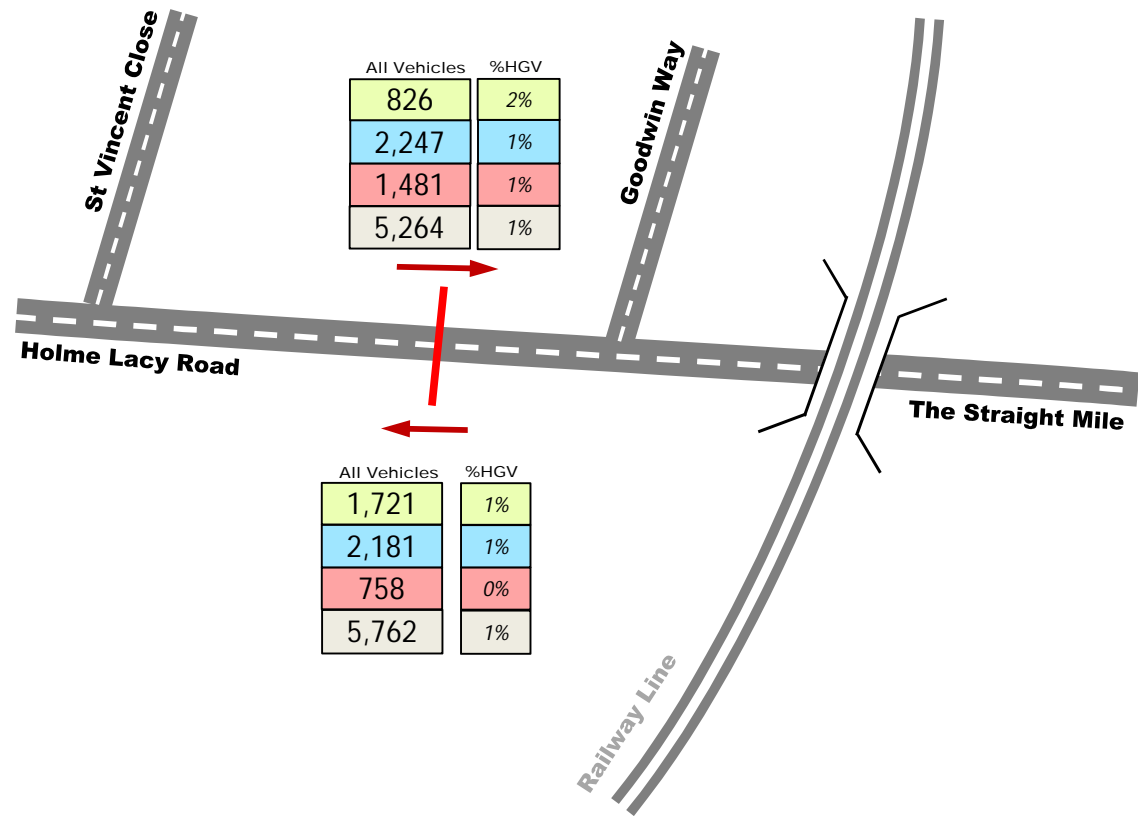 St Vincent Close
All Vehicles %HGV
826 2%
2,247 1%
1,481 1%
5,264 1%
Goodwin Way
Holme Lacy Road
The Straight Mile
All Vehicles %HGV
1,721 1%
2,181 1%
758 0%
5,762 1%
Railway Line